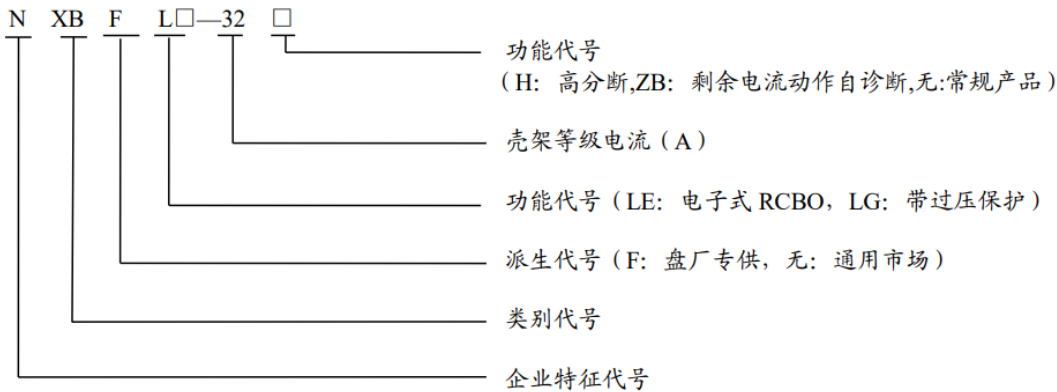 N XB F L□—32 □
功能代号
（H：高分断,ZB：剩余电流动作自诊断,无:常规产品）
壳架等级电流（A）
功能代号（LE：电子式 RCBO，LG：带过压保护）
派生代号（F：盘厂专供，无：通用市场）
类别代号
企业特征代号